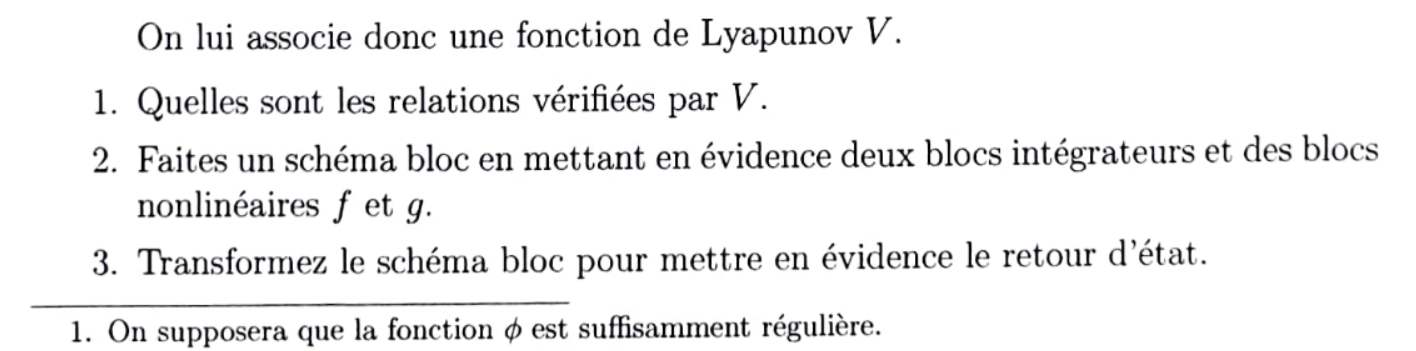 On lui associe donc une fonction de Lyapunov V.
1. Quelles sont les relations vérifiées par V.
2. Faites un schéma bloc en mettant en évidence deux blocs intégrateurs et des blocs
nonlinéaires f et g.
3. Transformez le schéma bloc pour mettre en évidence le retour d'état.
1. On supposera que la fonction ϕ est suffisamment régulière.